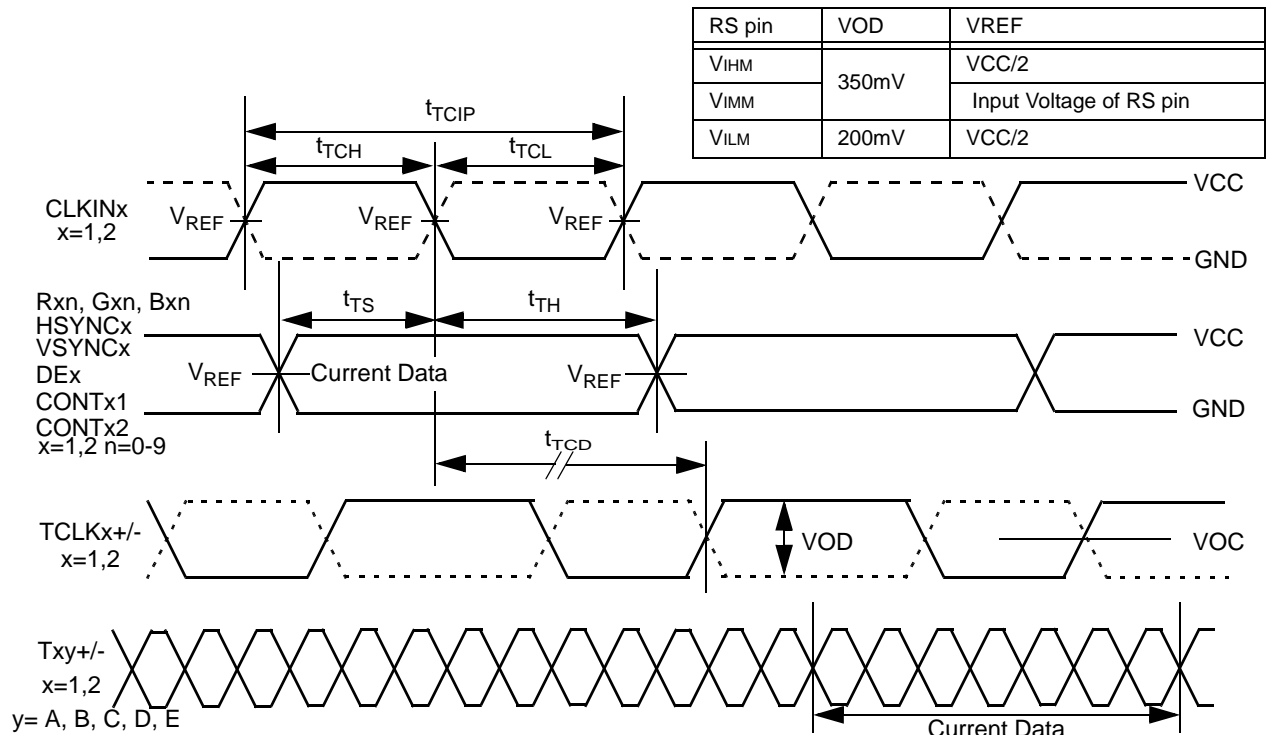 RS pin VOD VREF
VIHM 350mV VCC/2
VIMM Input Voltage of RS pin
VILM 200mV VCC/2
tTCIP
tTCH tTCL
CLKINx
x=1,2
VREF VREF VREF
VCC
GND
Rxn, Gxn, Bxn
HSYNCx
VSYNCx
DEx
CONTx1
CONTx2
x=1,2 n=0-9
tTS tTH
VREF Current Data VREF
VCC
GND
tTCD
TCLKx+/-
x=1,2
VOD
VOC
Txy+/-
x=1,2
y= A, B, C, D, E
Current Data